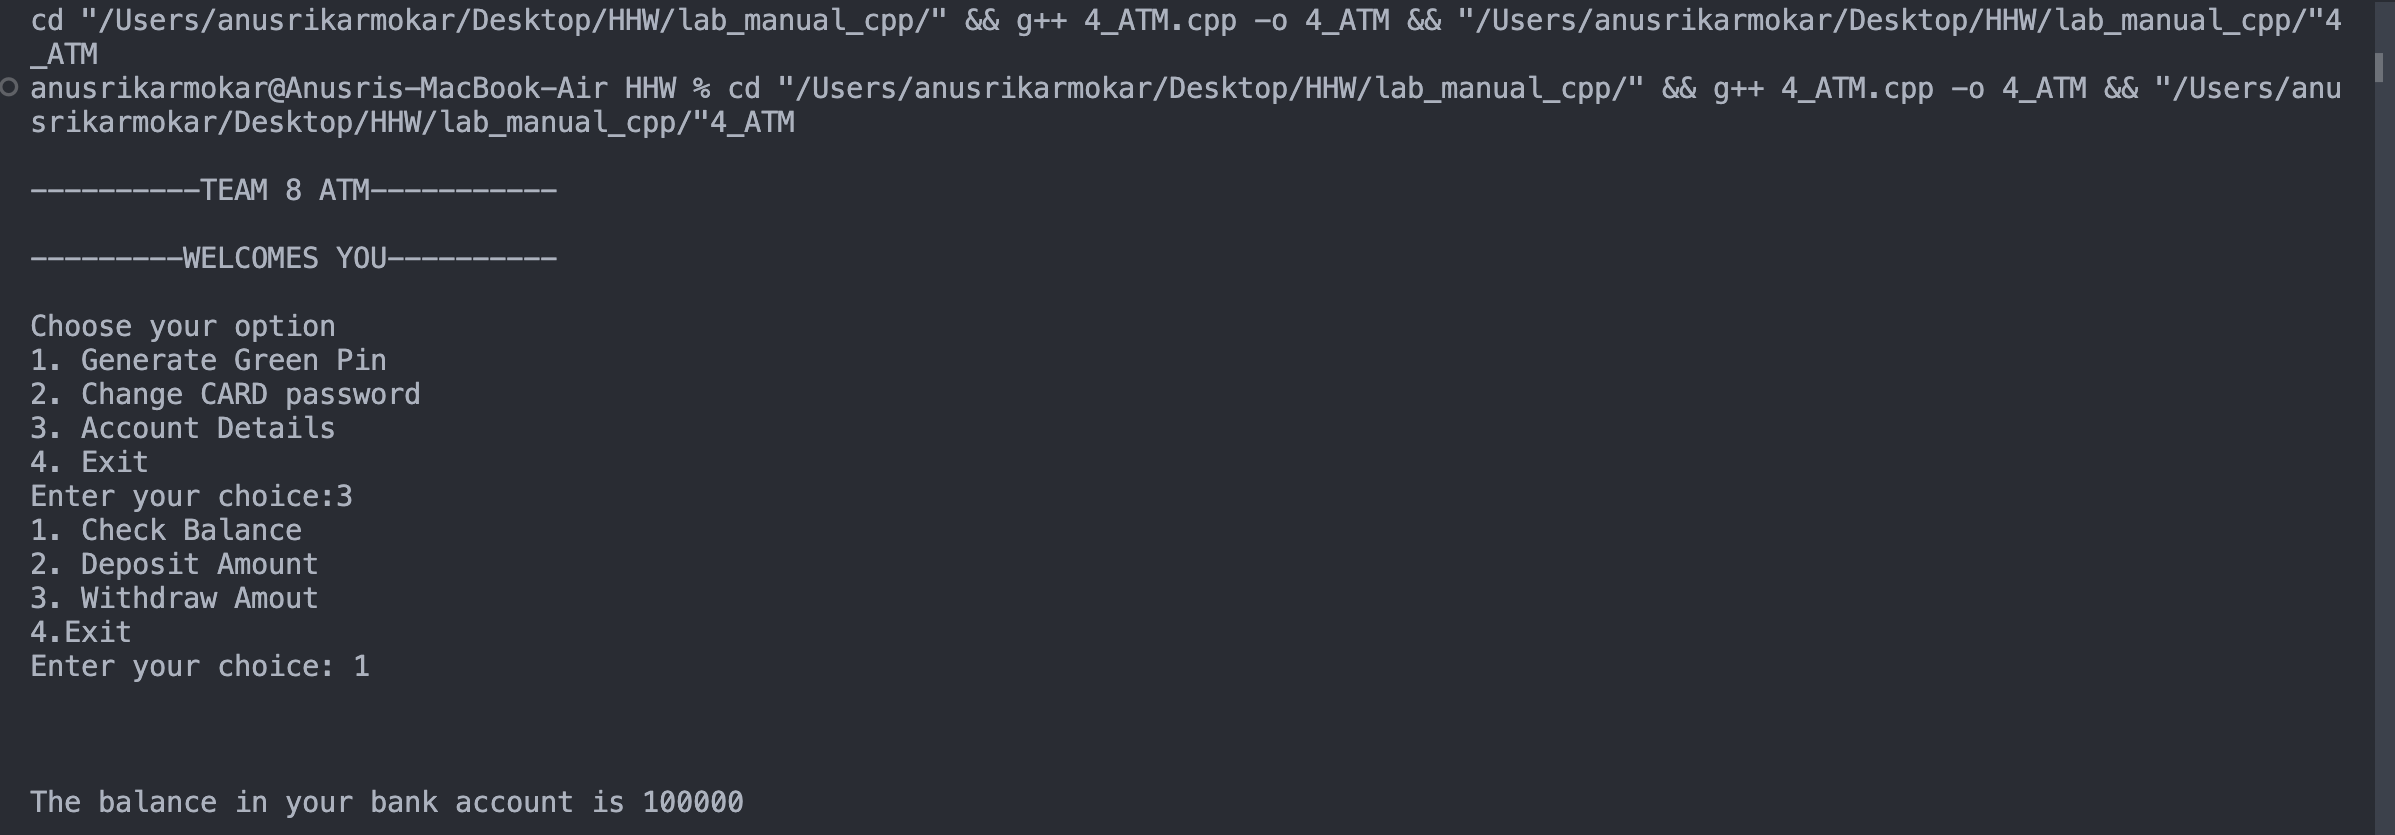 cd "/Users/anusrikarmokar/Desktop/HHW/lab_manual_cpp/" && g++ 4_ATM.cpp -o 4_ATM && "/Users/anusrikarmokar/Desktop/HHW/lab_manual_cpp/"4
_ATM
anusrikarmokar@Anusris-MacBook-Air HHW % cd "/Users/anusrikarmokar/Desktop/HHW/lab_manual_cpp/" && g++ 4_ATM.cpp -o 4_ATM && "/Users/anu
srikarmokar/Desktop/HHW/lab_manual_cpp/"4_ATM
----------TEAM 8 ATM-----------
---------WELCOMES YOU----------
Choose your option
1. Generate Green Pin
2. Change CARD password
3. Account Details
4. Exit
Enter your choice:3
1. Check Balance
2. Deposit Amount
3. Withdraw Amout
4.Exit
Enter your choice: 1
The balance in your bank account is 100000